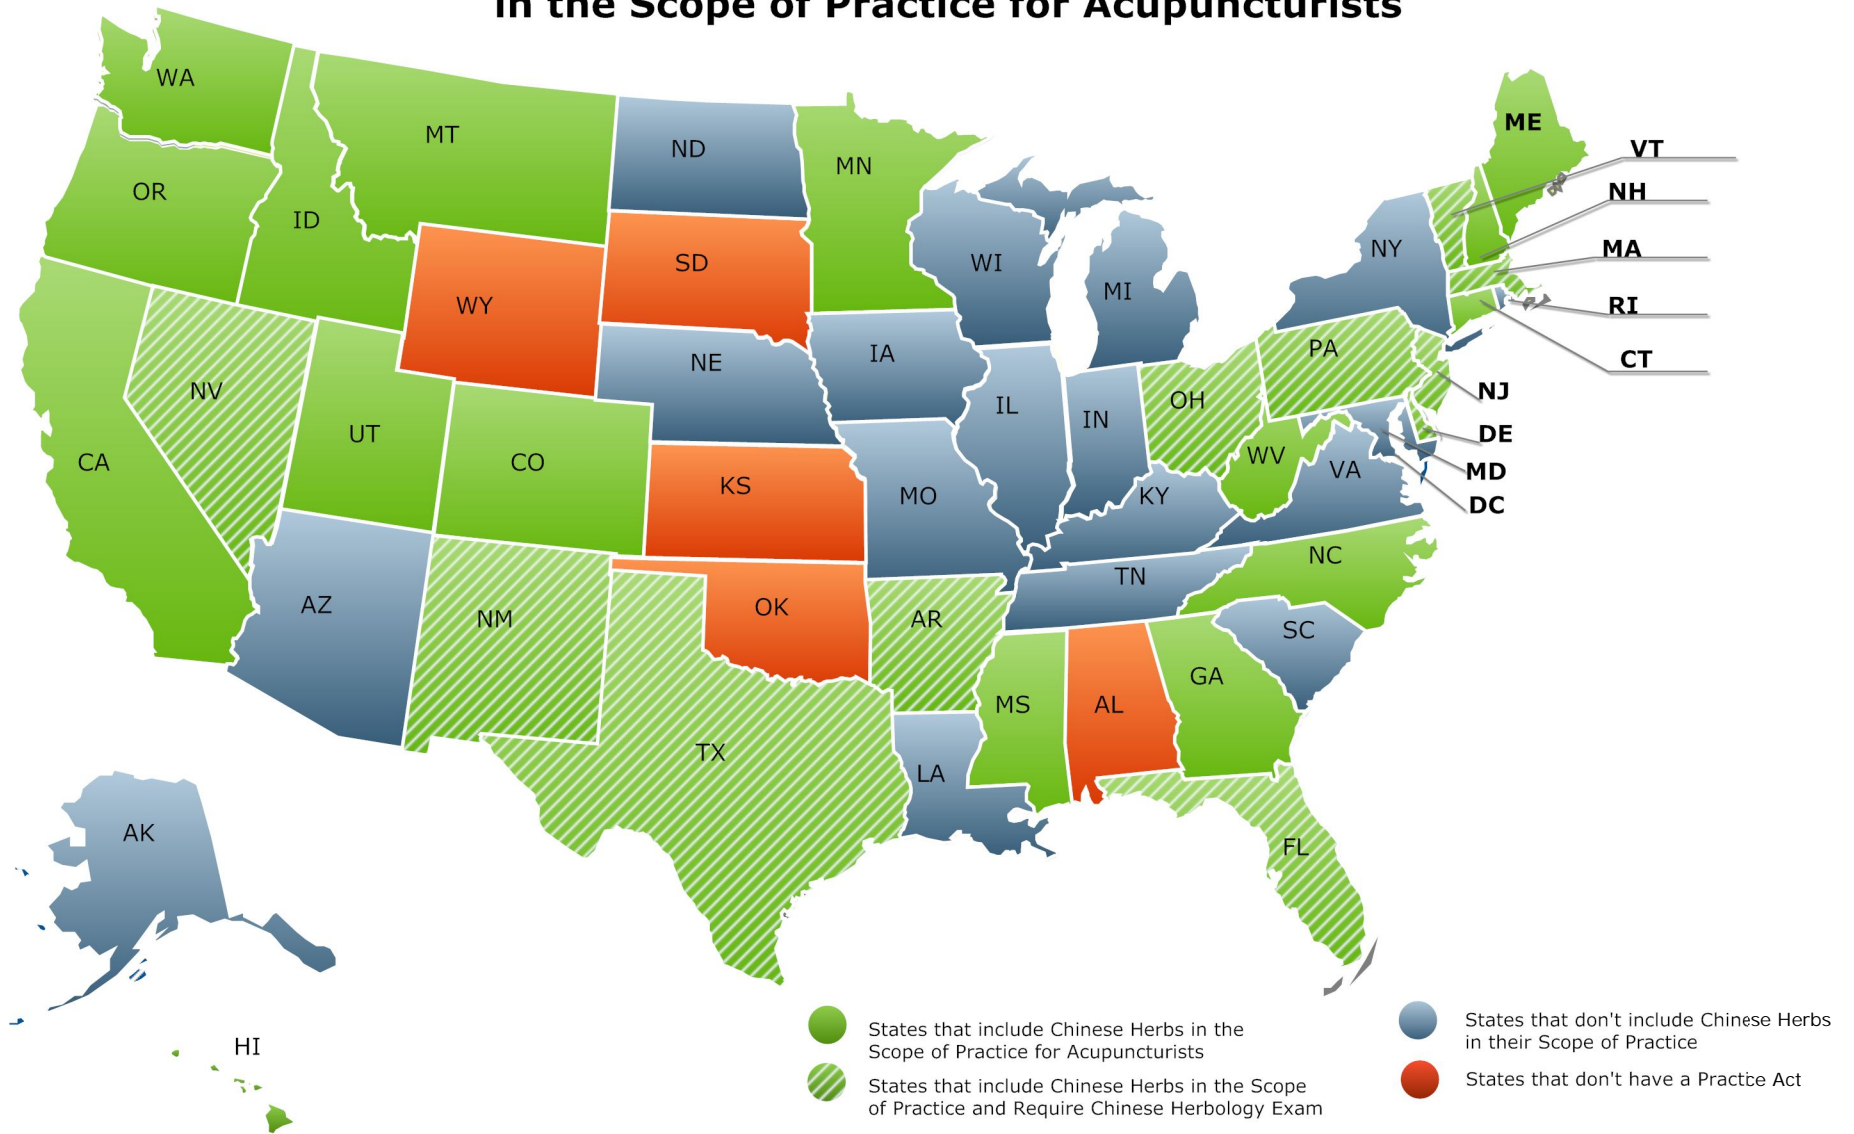 in the Scope of Practice for Acupuncturists
WA
MT
ND
MN
ME
VT
OR
ID
NH
SD
WI
NY
MA
WY
MI
RI
NE
IA
PA
CT
NV
OH
NJ
UT
CO
IL
IN
WV
VA
DE
CA
KS
MO
KY
MD
DC
AZ
NM
OK
AR
TN
NC
SC
MS
AL
GA
TX
LA
AK
FL
HI
States that include Chinese Herbs in the
Scope of Practice for Acupuncturists
States that include Chinese Herbs in the Scope
of Practice and Require Chinese Herbology Exam
States that don't include Chinese Herbs
in their Scope of Practice
States that don't have a Practice Act